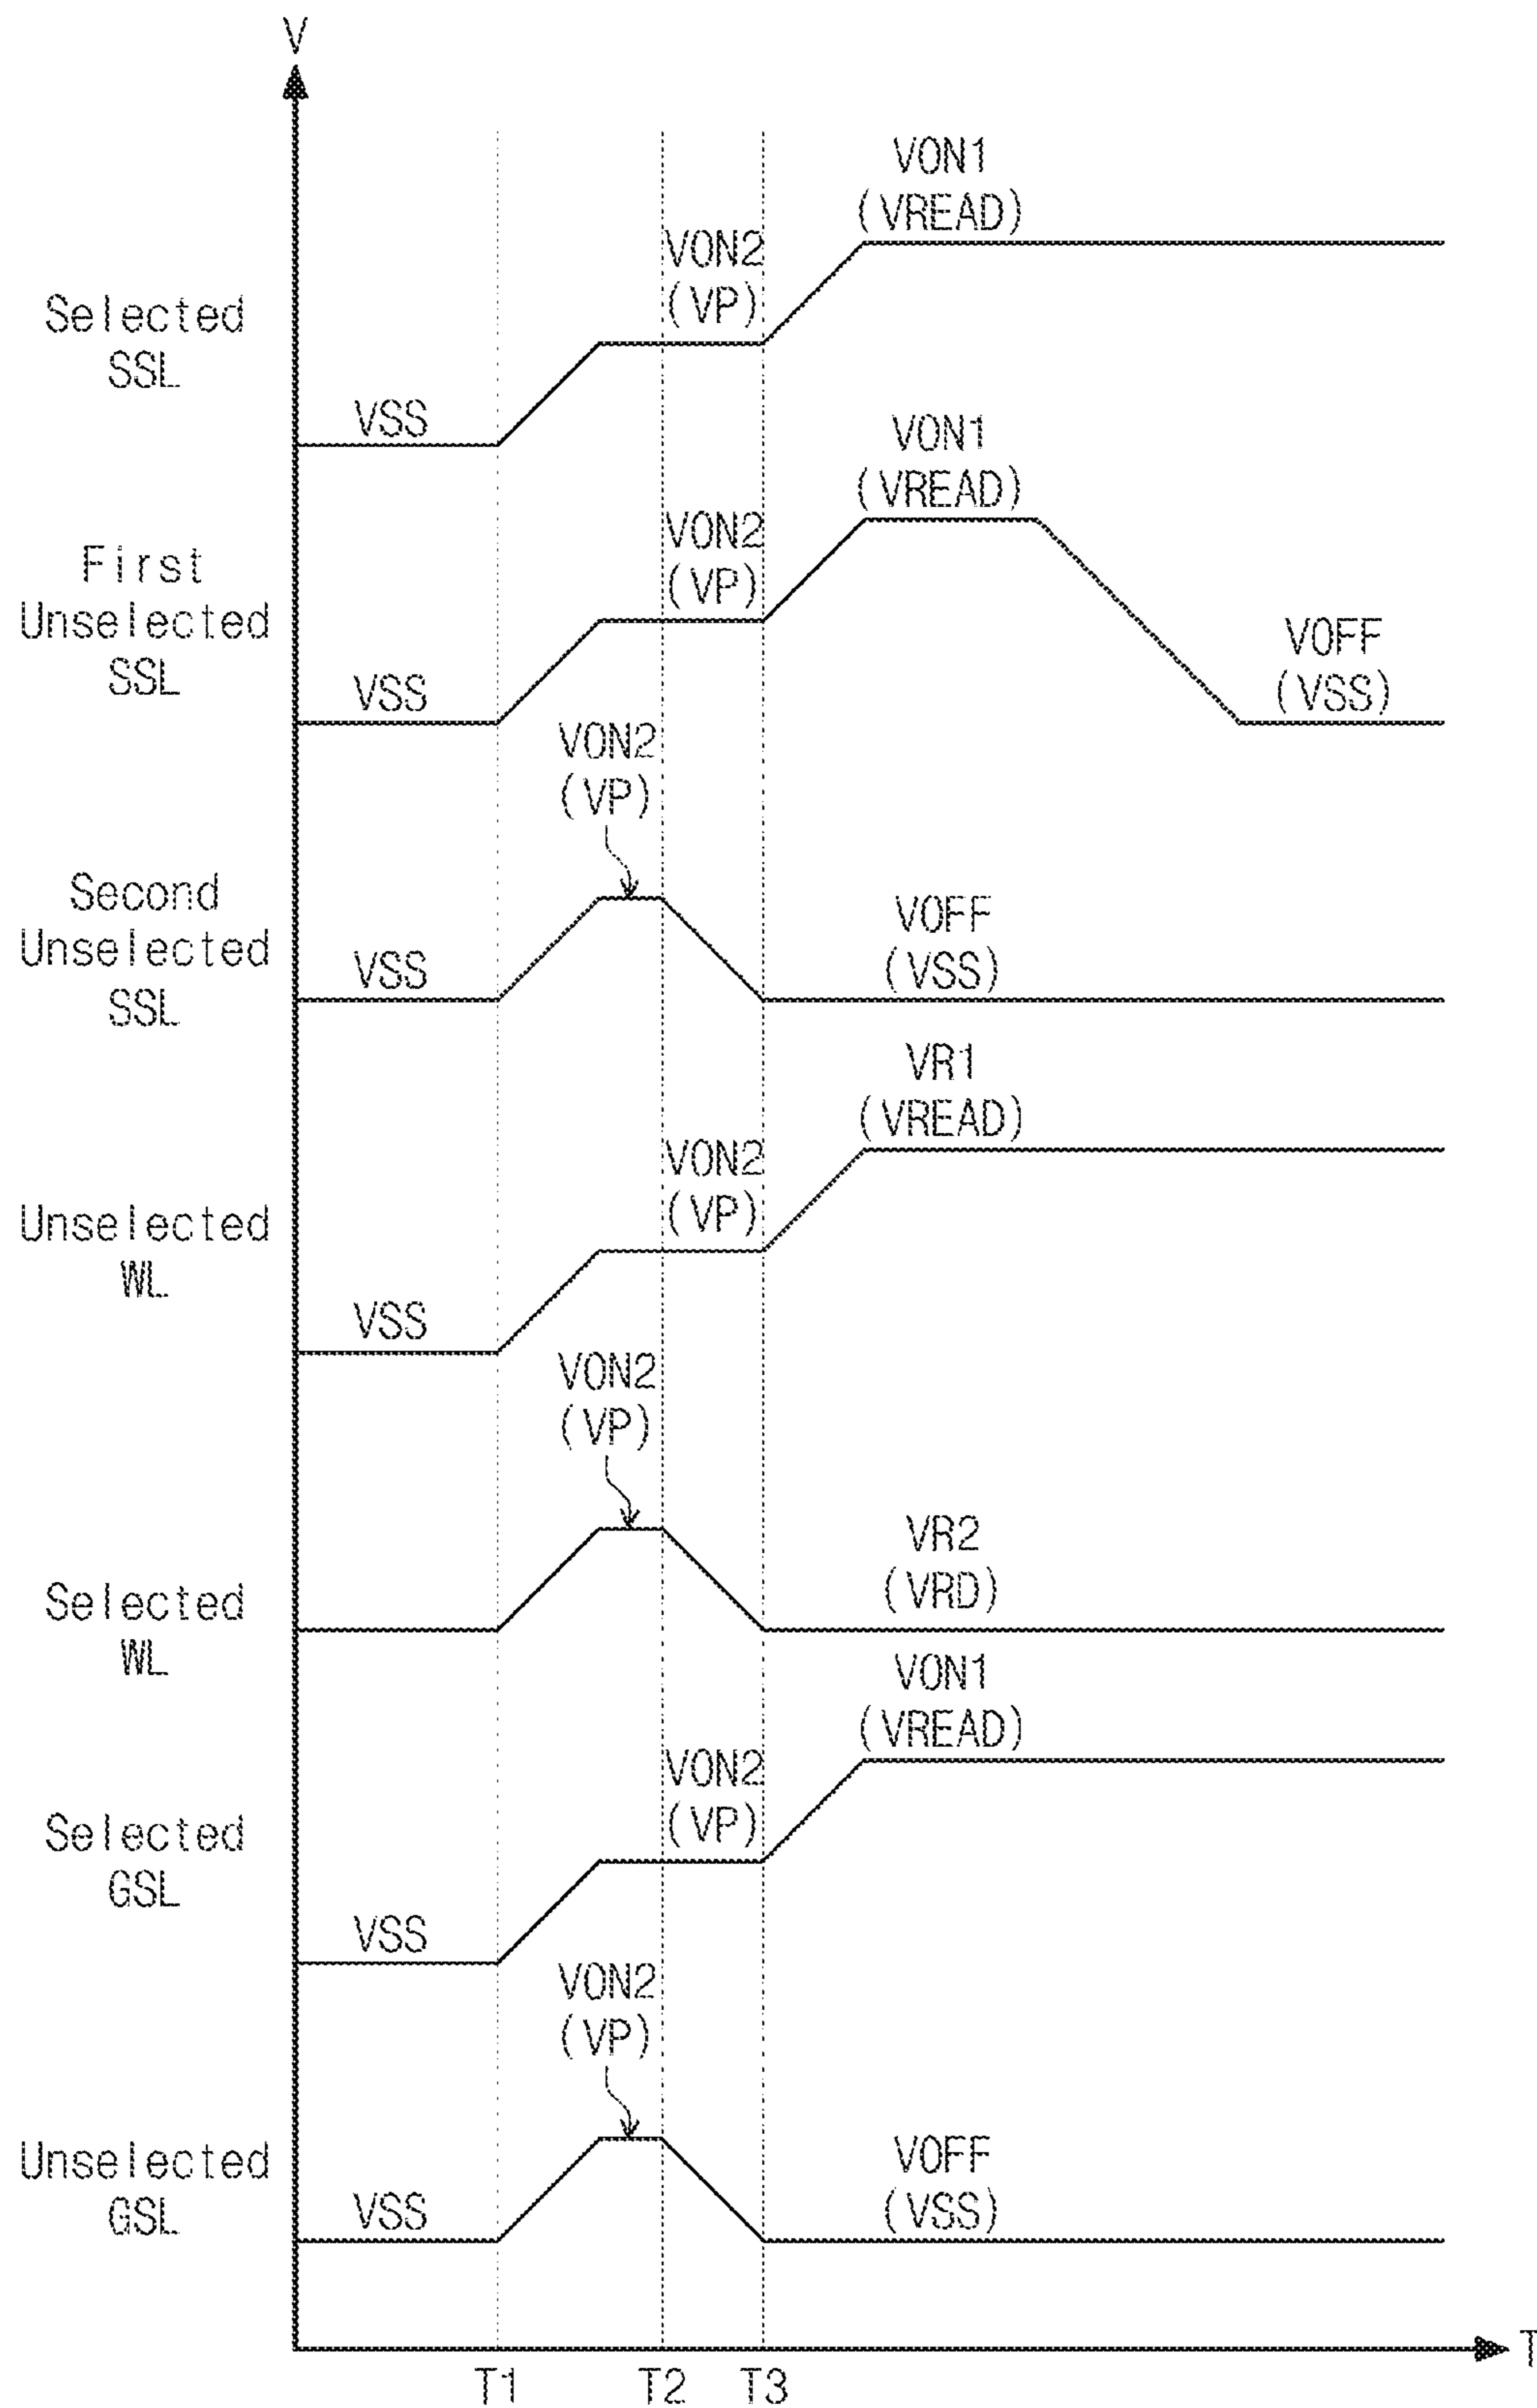 V
Selected
SSL
VSS
VON2
(VP)
VON1
(VREAD)
First
Unselected
SSL
VSS
VON2
(VP)
VON1
(VREAD)
VOFF
(VSS)
Second
Unselected
SSL
VSS
VON2
(VP)
VOFF
(VSS)
Unselected
WL
VSS
VON2
(VP)
VR1
(VREAD)
Selected
WL
VON2
(VP)
VR2
(VRD)
Selected
GSL
VSS
VON2
(VP)
VON1
(VREAD)
Unselected
GSL
VSS
VON2
(VP)
VOFF
(VSS)
T1 T2 T3
T